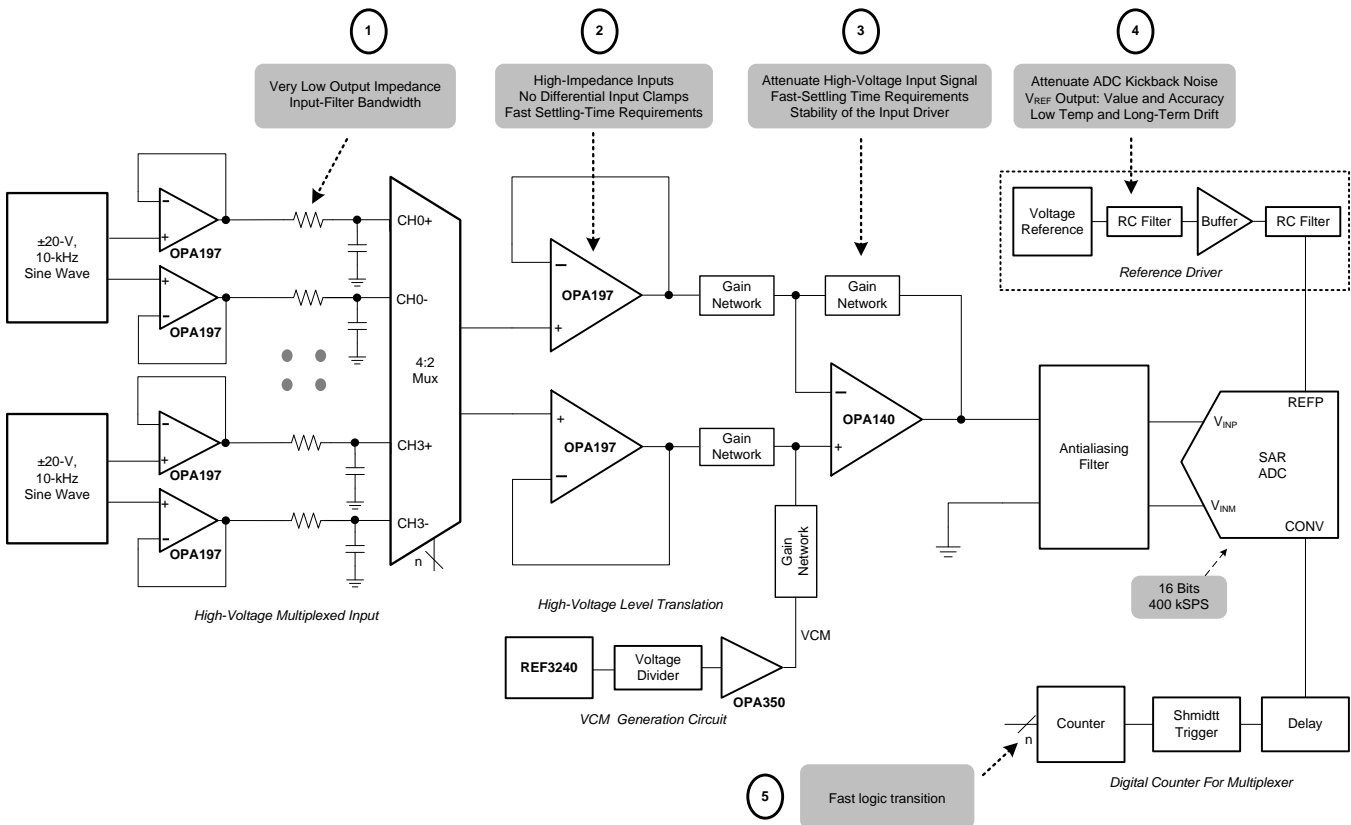 1
2
3
4
Very Low Output Impedance
Input-Filter Bandwidth
High-Impedance Inputs
No Differential Input Clamps
Fast Settling-Time Requirements
Attenuate High-Voltage Input Signal
Fast-Settling Time Requirements
Stability of the Input Driver
Attenuate ADC Kickback Noise
VREF Output: Value and Accuracy
Low Temp and Long-Term Drift
±20-V,
10-kHz
Sine Wave
−
+
OPA197
+
−
OPA197
CH0+
CH0-
4:2
Mux
CH3+
CH3-
n
±20-V,
10-kHz
Sine Wave
−
+
OPA197
+
−
OPA197
High-Voltage Multiplexed Input
−
+
OPA197
+
−
OPA197
High-Voltage Level Translation
Gain
Network
Gain
Network
Gain
Network
Gain
Network
−
+
OPA140
VCM
REF3240
Voltage
Divider
OPA350
VCM Generation Circuit
Voltage
Reference
RC Filter
Buffer
RC Filter
Reference Driver
Antialiasing
Filter
REFP
VINP
SAR
ADC
VINM
CONV
16 Bits
400 kSPS
n
Counter
Shmidtt
Trigger
Delay
Digital Counter For Multiplexer
5
Fast logic transition